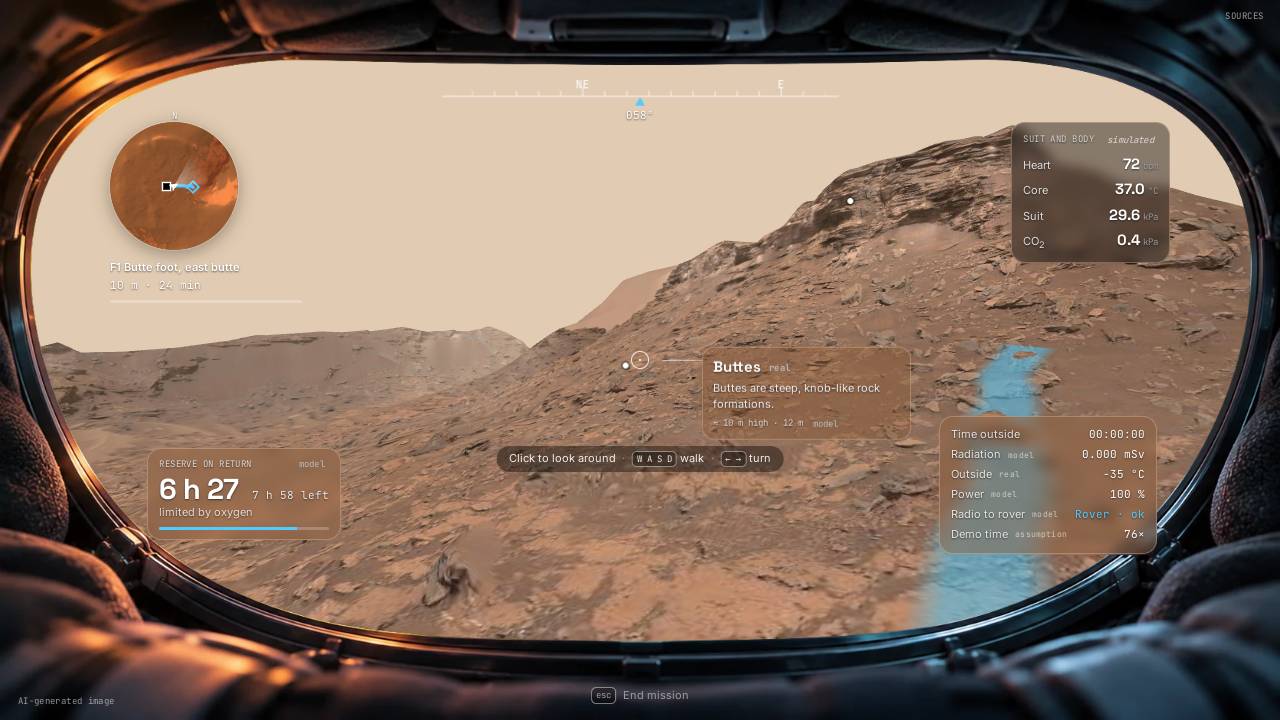 SOURCES
NE E
058°
N
F1 Butte foot, east butte
10 m · 24 min
SUIT AND BODY simulated
Heart 72 bpm
Core 37.0 °C
Suit 29.6 kPa
CO2 0.4 kPa
Buttes real
Buttes are steep, knob-like rock
formations.
≈ 10 m high · 12 m model
Click to look around · W A S D walk · ← → turn
RESERVE ON RETURN model
6 h 27 7 h 58 left
limited by oxygen
Time outside 00:00:00
Radiation model 0.000 mSv
Outside real -35 °C
Power model 100 %
Radio to rover model Rover · ok
Demo time assumption 76×
esc End mission
AI-generated image